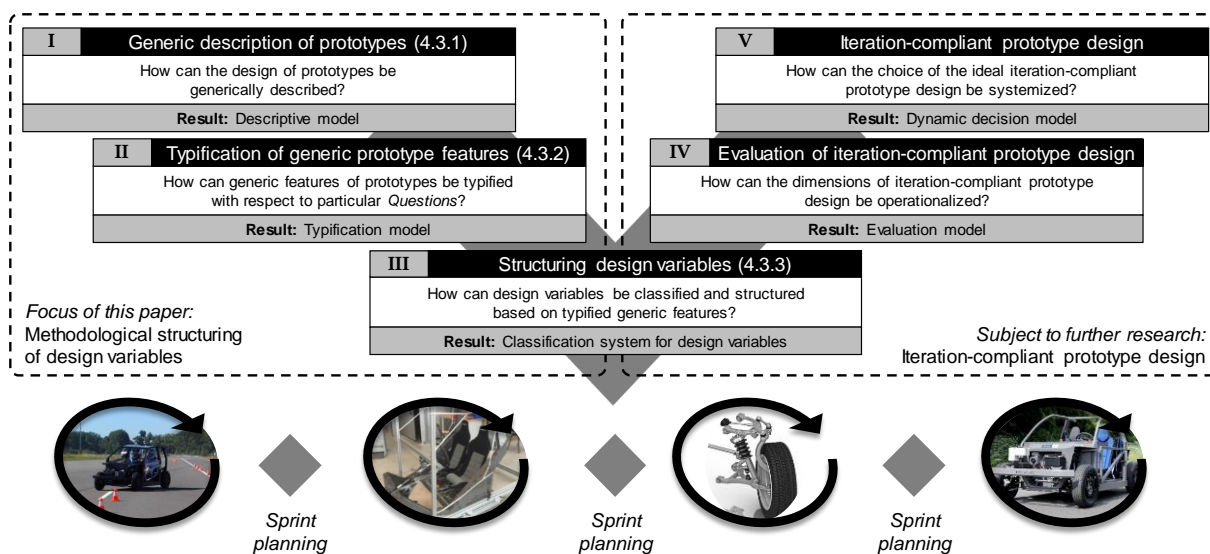 I Generic description of prototypes (4.3.1)
How can the design of prototypes be
generically described?
Result: Descriptive model
II Typification of generic prototype features (4.3.2)
How can generic features of prototypes be typified
with respect to particular Questions?
Result: Typification model
III Structuring design variables (4.3.3)
How can design variables be classified and structured
based on typified generic features?
Result: Classification system for design variables
V Iteration-compliant prototype design
How can the choice of the ideal iteration-compliant
prototype design be systemized?
Result: Dynamic decision model
IV Evaluation of iteration-compliant prototype design
How can the dimensions of iteration-compliant prototype
design be operationalized?
Result: Evaluation model
Focus of this paper:
Methodological structuring
of design variables
Subject to further research:
Iteration-compliant prototype design
Sprint
planning
Sprint
planning
Sprint
planning